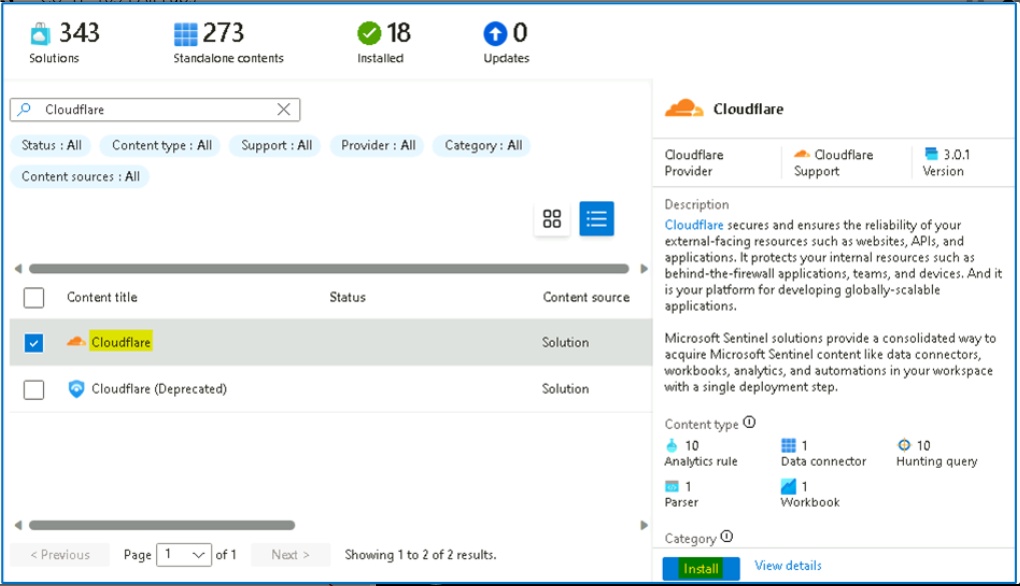 343
Solutions
273
Standalone contents
18
Installed
0
Updates
Cloudflare
Status : All
Content type : All
Support : All
Provider : All
Category : All
Content sources : All
Content title
Status
Content source
Cloudflare
Solution
Cloudflare (Deprecated)
Solution
< Previous
Page
1
of 1
Next >
Showing 1 to 2 of 2 results.
Cloudflare
Cloudflare
Provider
Cloudflare
Support
3.0.1
Version
Description
Cloudflare secures and ensures the reliability of your
external-facing resources such as websites, APIs, and
applications. It protects your internal resources such as
behind-the-firewall applications, teams, and devices. And it
is your platform for developing globally-scalable
applications.
Microsoft Sentinel solutions provide a consolidated way to
acquire Microsoft Sentinel content like data connectors,
workbooks, analytics, and automations in your workspace
with a single deployment step.
Content type
10
Analytics rule
1
Data connector
10
Hunting query
1
Parser
1
Workbook
Category
Install
View details